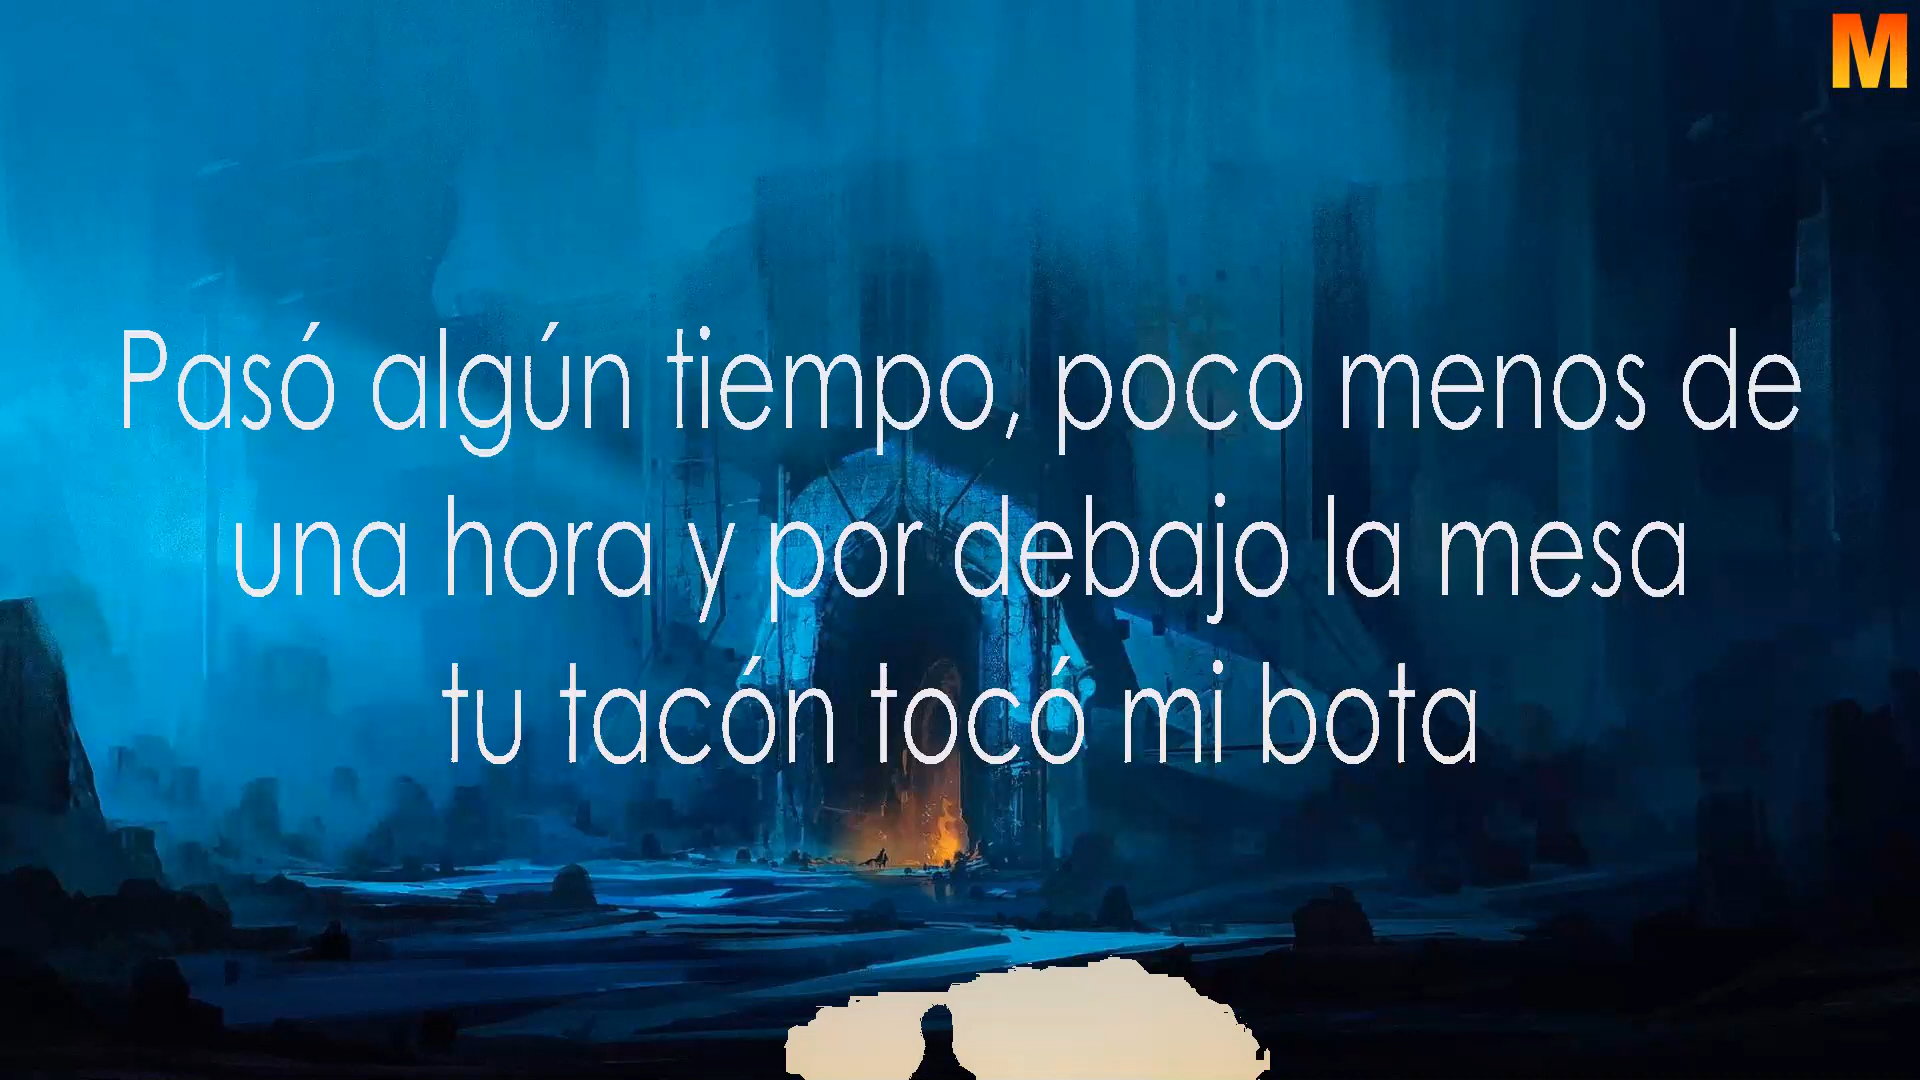 M
Pasó algún tiempo, poco menos de
una hora y por debajo la mesa
tu tacón tocó mi bota